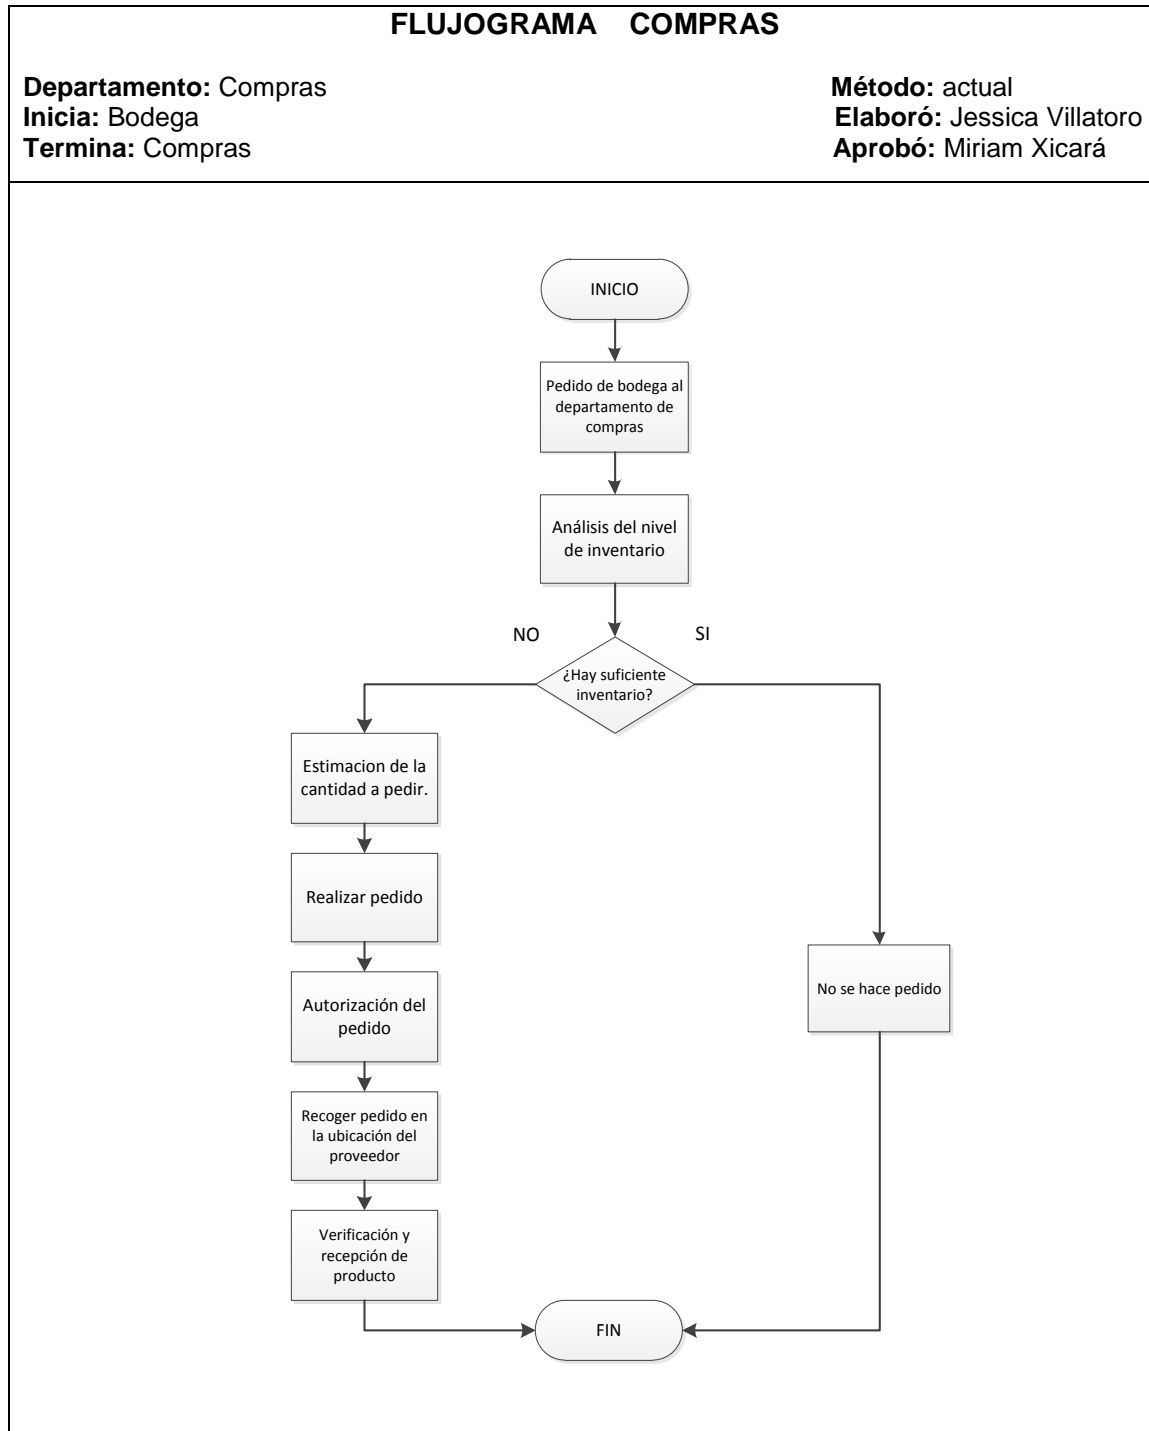 FLUJOGRAMA COMPRAS
Departamento: Compras
Método: actual
Inicia: Bodega
Elaboró: Jessica Villatoro
Termina: Compras
Aprobó: Miriam Xicará
INICIO
Pedido de bodega al
departamento de
compras
Análisis del nivel
de inventario
NO
SI
¿Hay suficiente
inventario?
Estimacion de la
cantidad a pedir.
Realizar pedido
Autorización del
pedido
No se hace pedido
Recoger pedido en
la ubicación del
proveedor
Verificación y
recepción de
producto
FIN